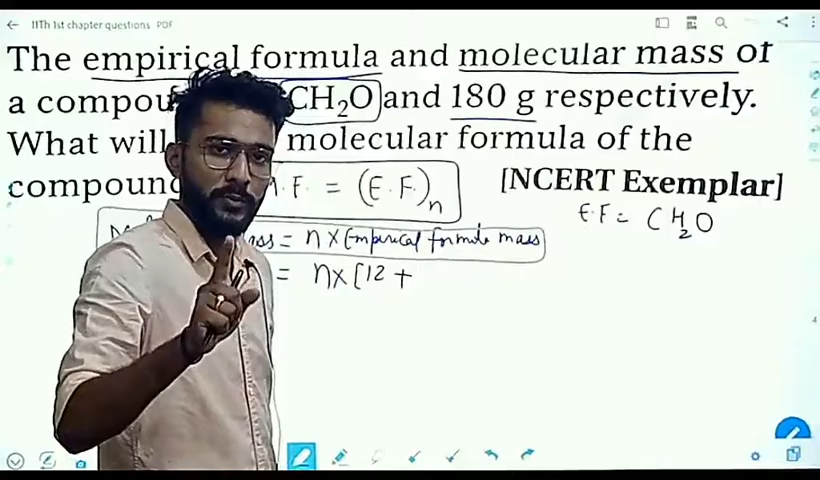 11Th 1st chapter questions PDF
The empirical formula and molecular mass of
a compou CH₂O and 180 g respectively.
What will molecular formula of the
compound M.F. = (E.F.)n [NCERT Exemplar]
E.F = CH₂O
= n × Empirical formula mass
= n × [12 +